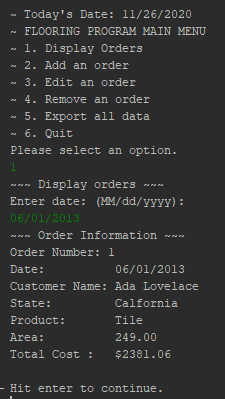 ~ Today's Date: 11/26/2020
~ FLOORING PROGRAM MAIN MENU
~ 1. Display Orders
~ 2. Add an order
~ 3. Edit an order
~ 4. Remove an order
~ 5. Export all data
~ 6. Quit
Please select an option.
1
~~~ Display orders ~~~
Enter date: (MM/dd/yyyy):
06/01/2013
~~~ Order Information ~~~
Order Number: 1
Date: 06/01/2013
Customer Name: Ada Lovelace
State: Calfornia
Product: Tile
Area: 249.00
Total Cost : $2381.06
Hit enter to continue.